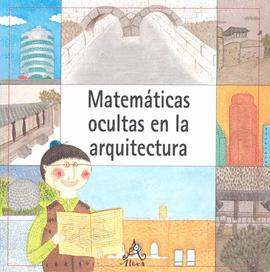 Matemáticas
ocultas en la
arquitectura
Altea